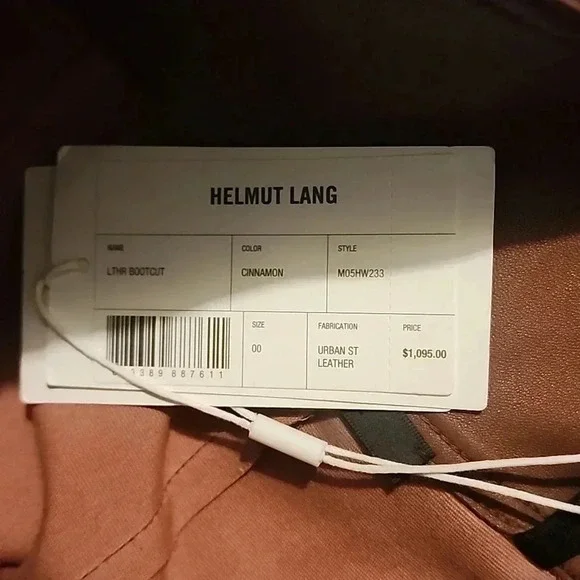 HELMUT LANG
NAME COLOR STYLE
LTHR BOOTCUT CINNAMON M05HW233
SIZE FABRICATION PRICE
00 URBAN ST LEATHER $1,095.00
389 887611